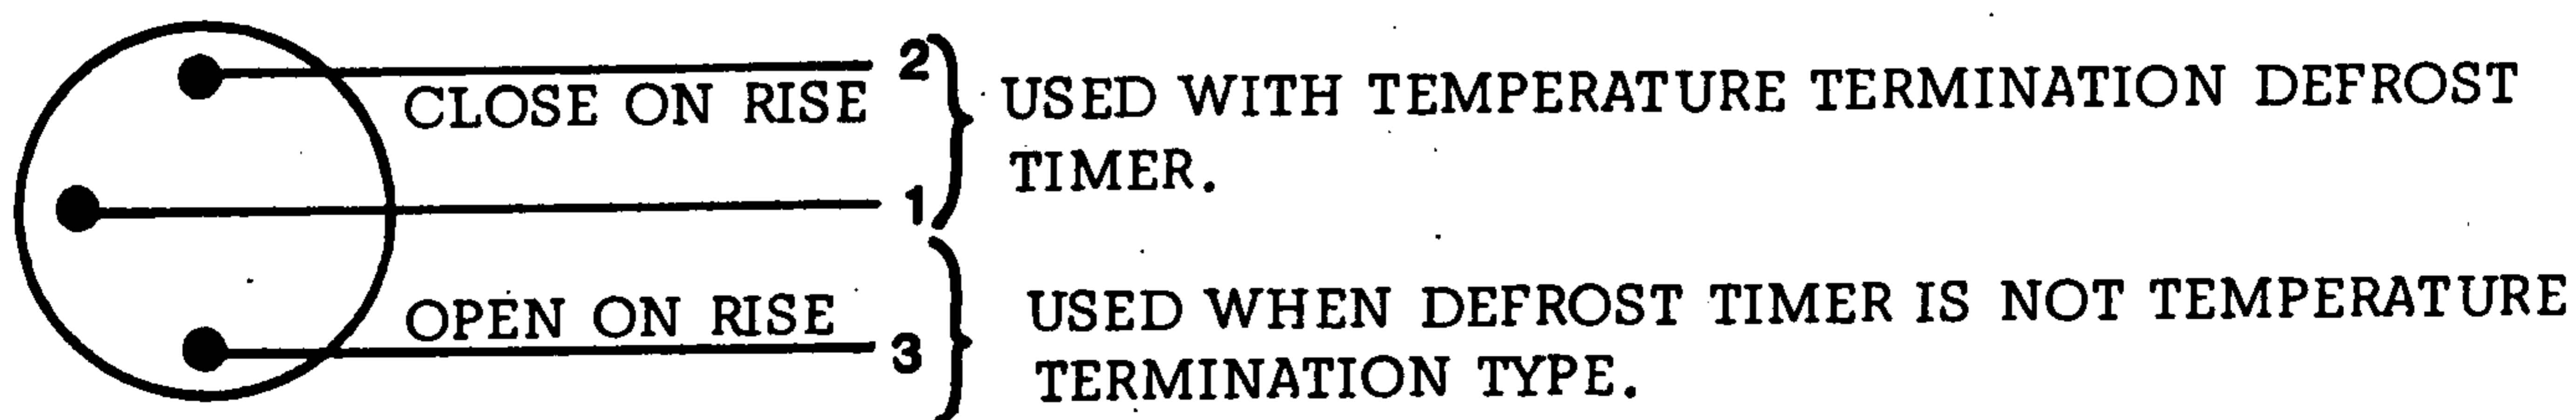 2
CLOSE ON RISE
USED WITH TEMPERATURE TERMINATION DEFROST
TIMER.
1
OPEN ON RISE
3
USED WHEN DEFROST TIMER IS NOT TEMPERATURE
TERMINATION TYPE.